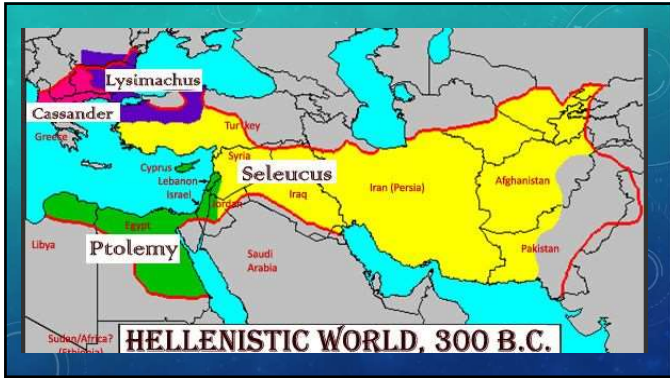 Lysimachus
Cassander
Greece
Turkey
Cyprus
Syria
Lebanon
Israel
Jordan
Seleucus
Iraq
Iran (Persia)
Afghanistan
Pakistan
Egypt
Libya
Ptolemy
Saudi
Arabia
Sudan/Africa?
(Ethiopia)
HELLENISTIC WORLD, 300 B.C.